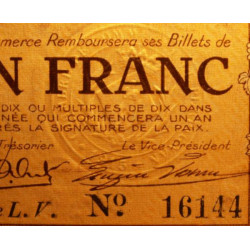 merce Remboursera ses Billets de
N FRANC
DIX OU MULTIPLES DE DIX DANS
NÉE QUI COMMENCERA UN AN
RÈS LA SIGNATURE DE LA PAIX.
Trésorier Le Vice-Président
e L.V. No 16144